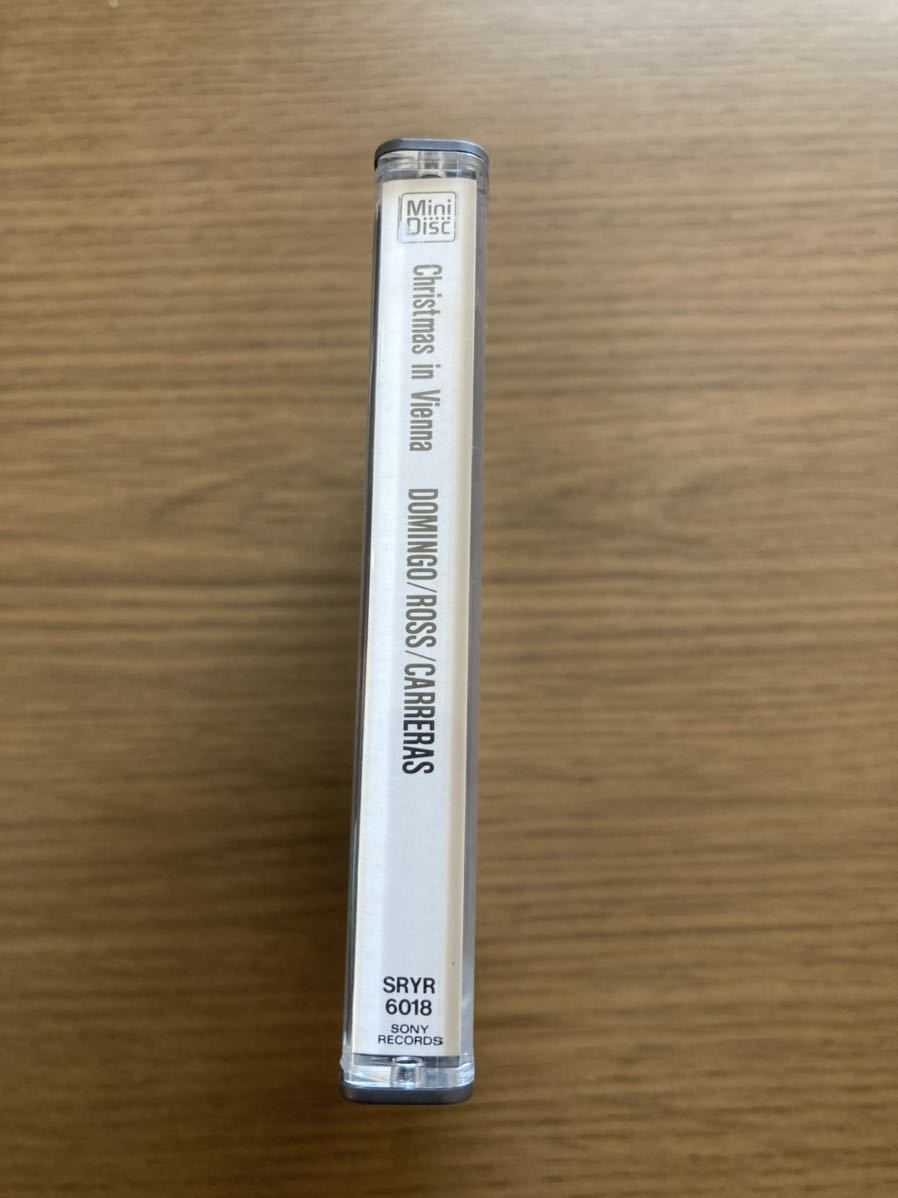 Mini
Disc
Christmas in Vienna DOMINGO/ROSS/CARRERAS
SRYR
6018
SONY
RECORDS